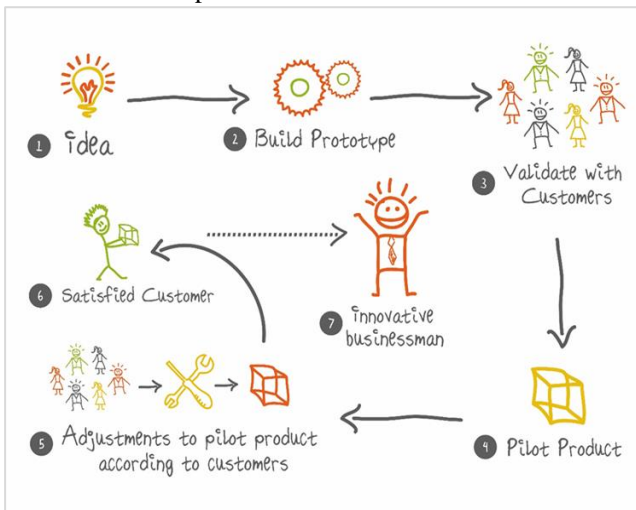 1 idea
2 Build Prototype
3 Validate with
Customers
6 Satisfied Customer
7 innovative
businessman
5 Adjustments to pilot product
according to customers
4 Pilot Product